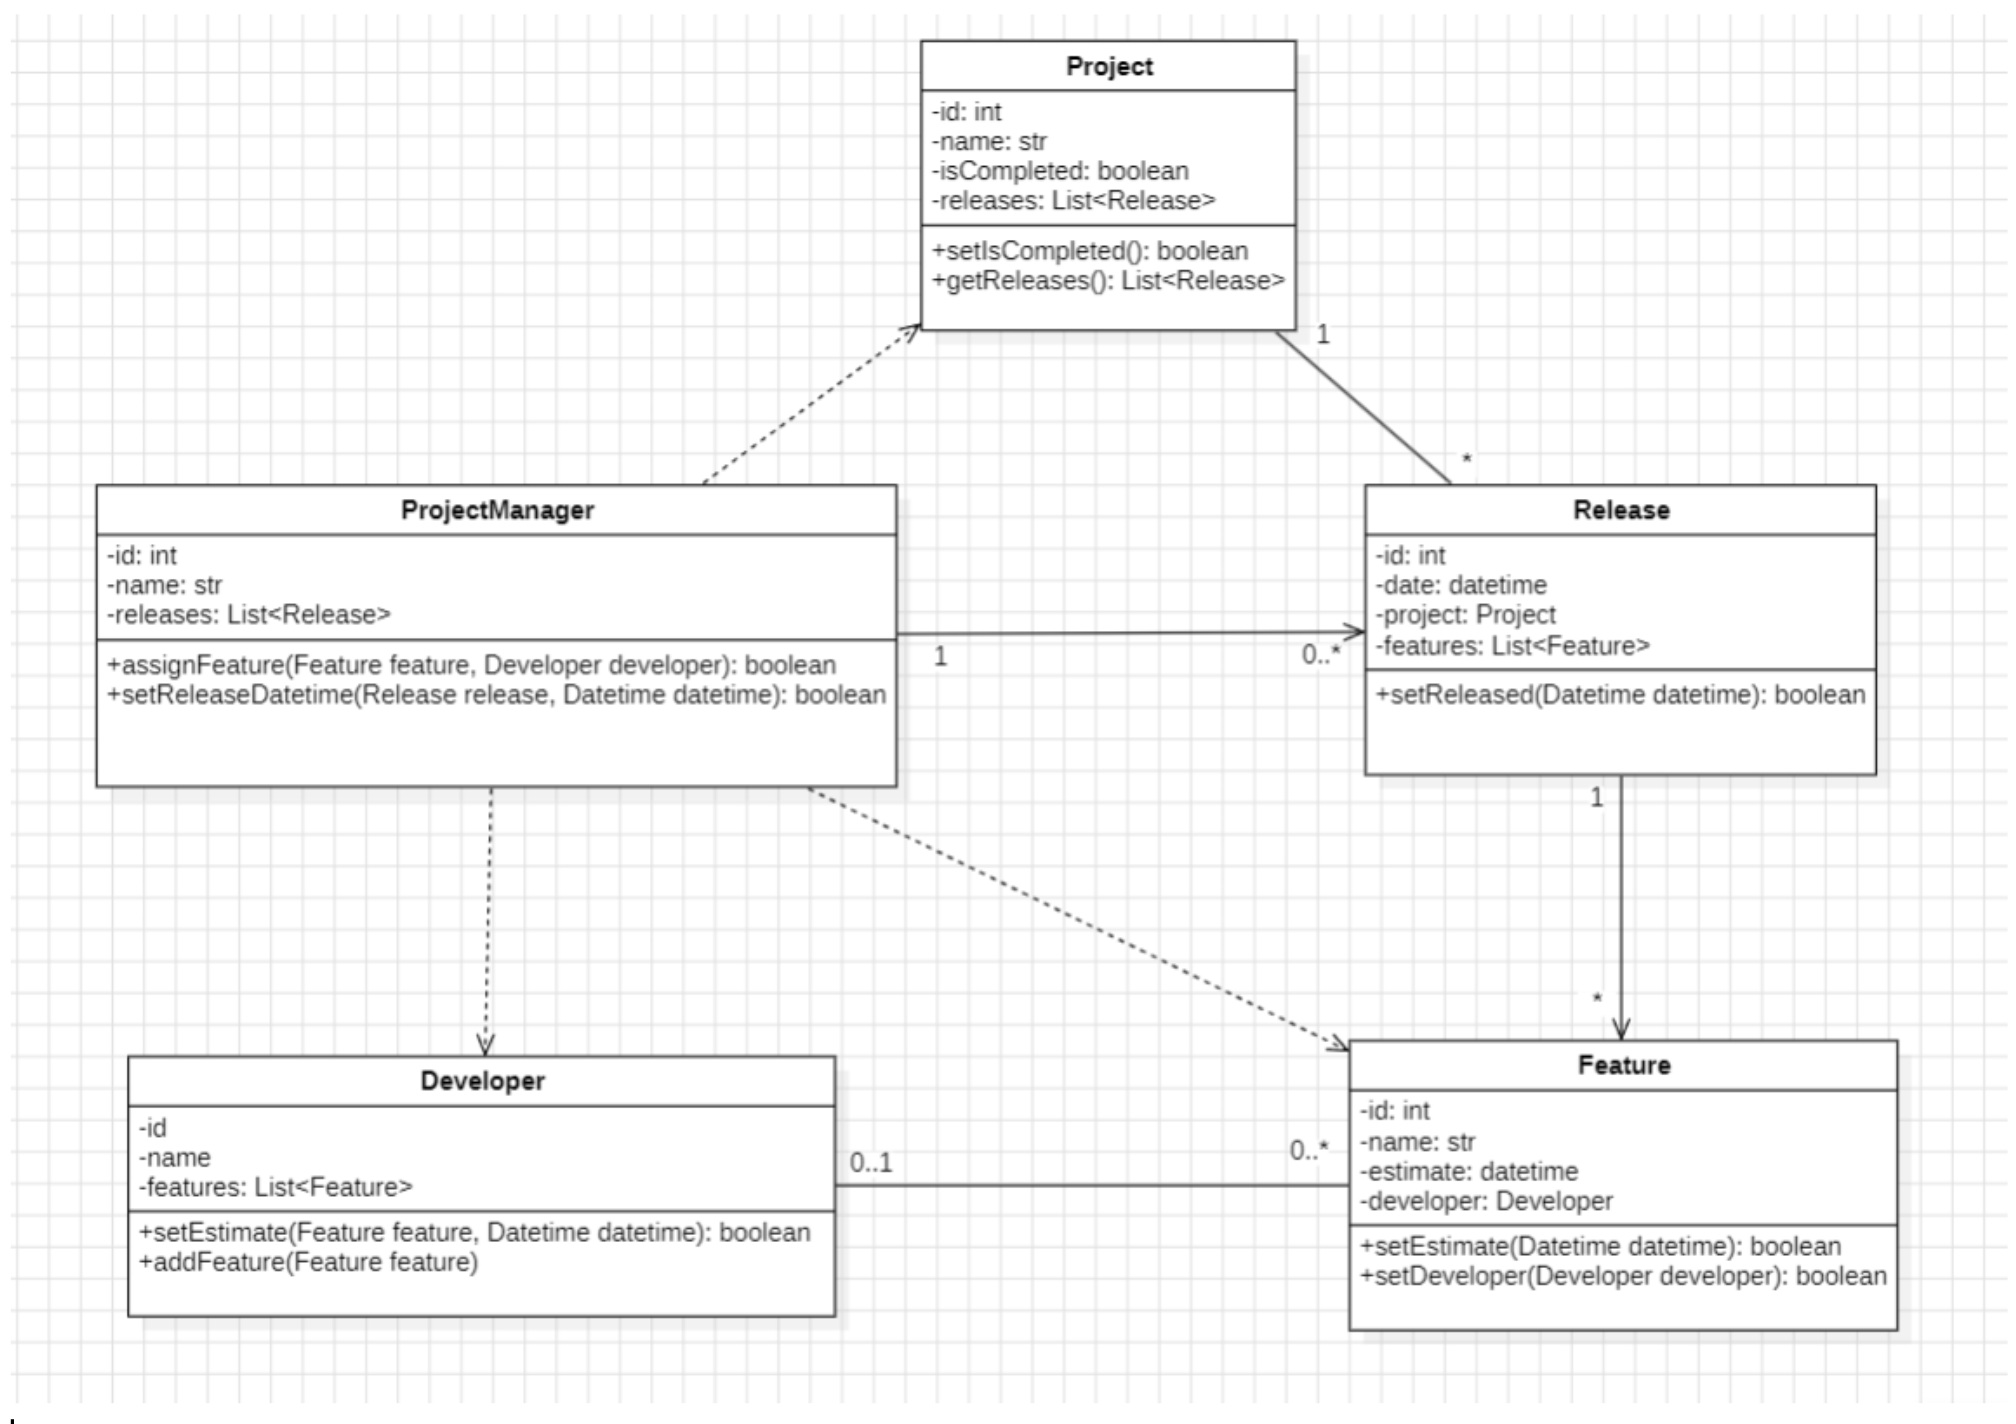 Project
-id: int
-name: str
-isCompleted: boolean
-releases: List<Release>
+setIsCompleted(): boolean
+getReleases(): List<Release>
1
*
ProjectManager
-id: int
-name: str
-releases: List<Release>
+assignFeature(Feature feature, Developer developer): boolean
+setReleaseDatetime(Release release, Datetime datetime): boolean
1
0..*
Release
-id: int
-date: datetime
-project: Project
-features: List<Feature>
+setReleased(Datetime datetime): boolean
1
*
Developer
-id
-name
-features: List<Feature>
+setEstimate(Feature feature, Datetime datetime): boolean
+addFeature(Feature feature)
0..1
0..*
Feature
-id: int
-name: str
-estimate: datetime
-developer: Developer
+setEstimate(Datetime datetime): boolean
+setDeveloper(Developer developer): boolean